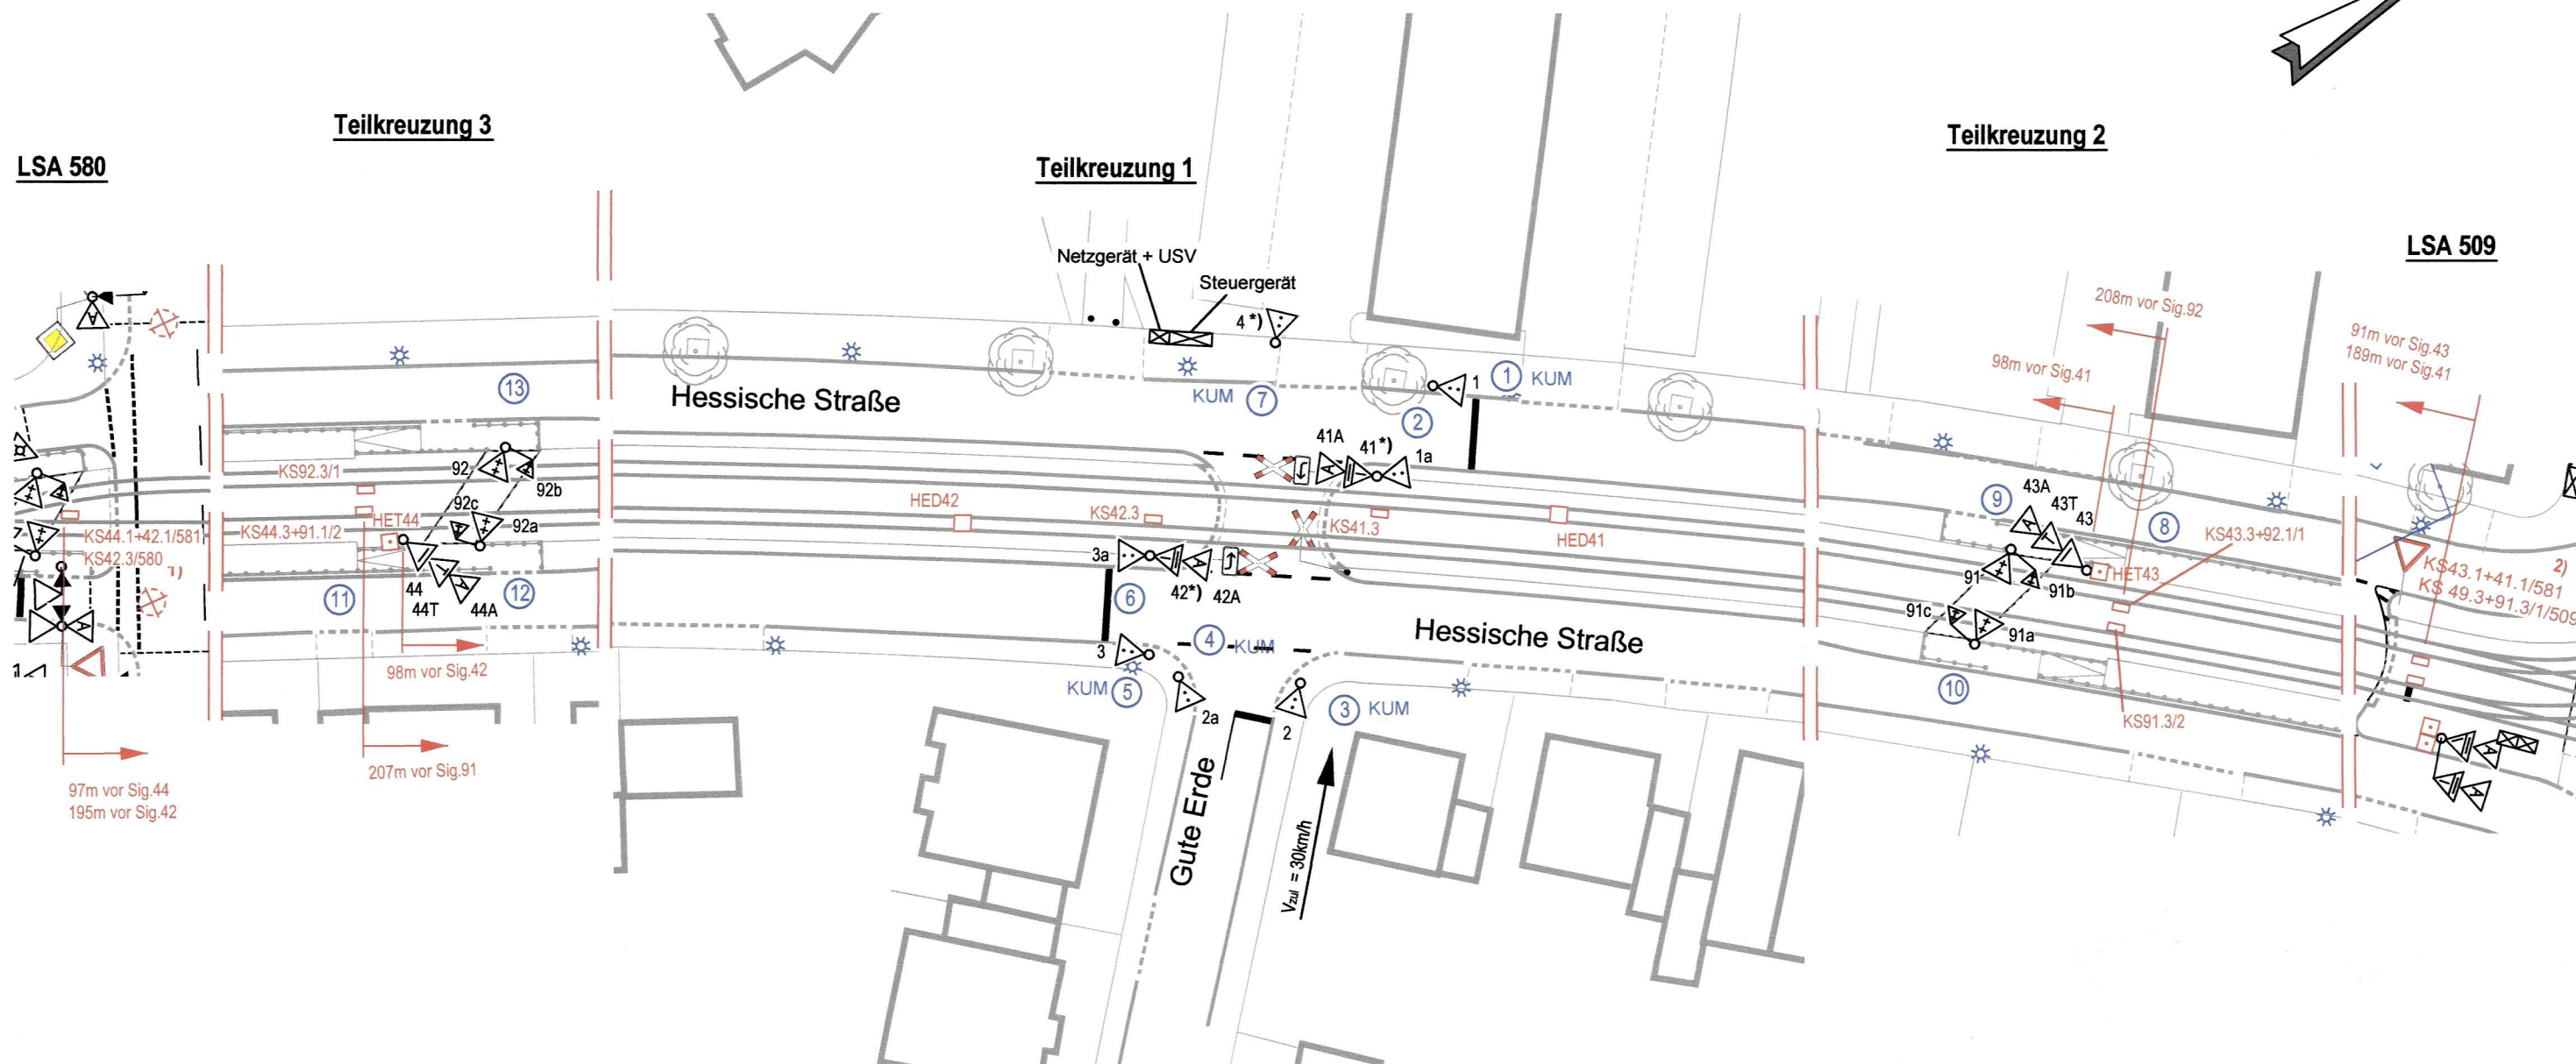 Teilkreuzung 3
LSA 580
Teilkreuzung 1
Teilkreuzung 2
LSA 509
Netzgerät + USV
Steuergerät
4*)
208m vor Sig.92
98m vor Sig.41
91m vor Sig.43
189m vor Sig.41
13
Hessische Straße
KUM
7
1
1
KUM
2
41A
41*)
1a
KS92.3/1
92
92b
92c
92a
HET44
KS44.3+91.1/2
KS44.1+42.1/581
KS42.3/580
1)
HED42
KS42.3
KS41.3
HED41
9
43A
43T
43
8
KS43.3+92.1/1
HET43
91
91b
91c
91a
KS43.1+41.1/581
KS 49.3+91.3/1/509
2)
11
44
44T
44A
12
3a
42*)
42A
6
4
KUM
3
Hessische Straße
10
KS91.3/2
98m vor Sig.42
207m vor Sig.91
97m vor Sig.44
195m vor Sig.42
KUM
5
2a
2
3
KUM
Gute Erde
Vzul = 30km/h
A
A
A
A
A
A
A
A
T
T